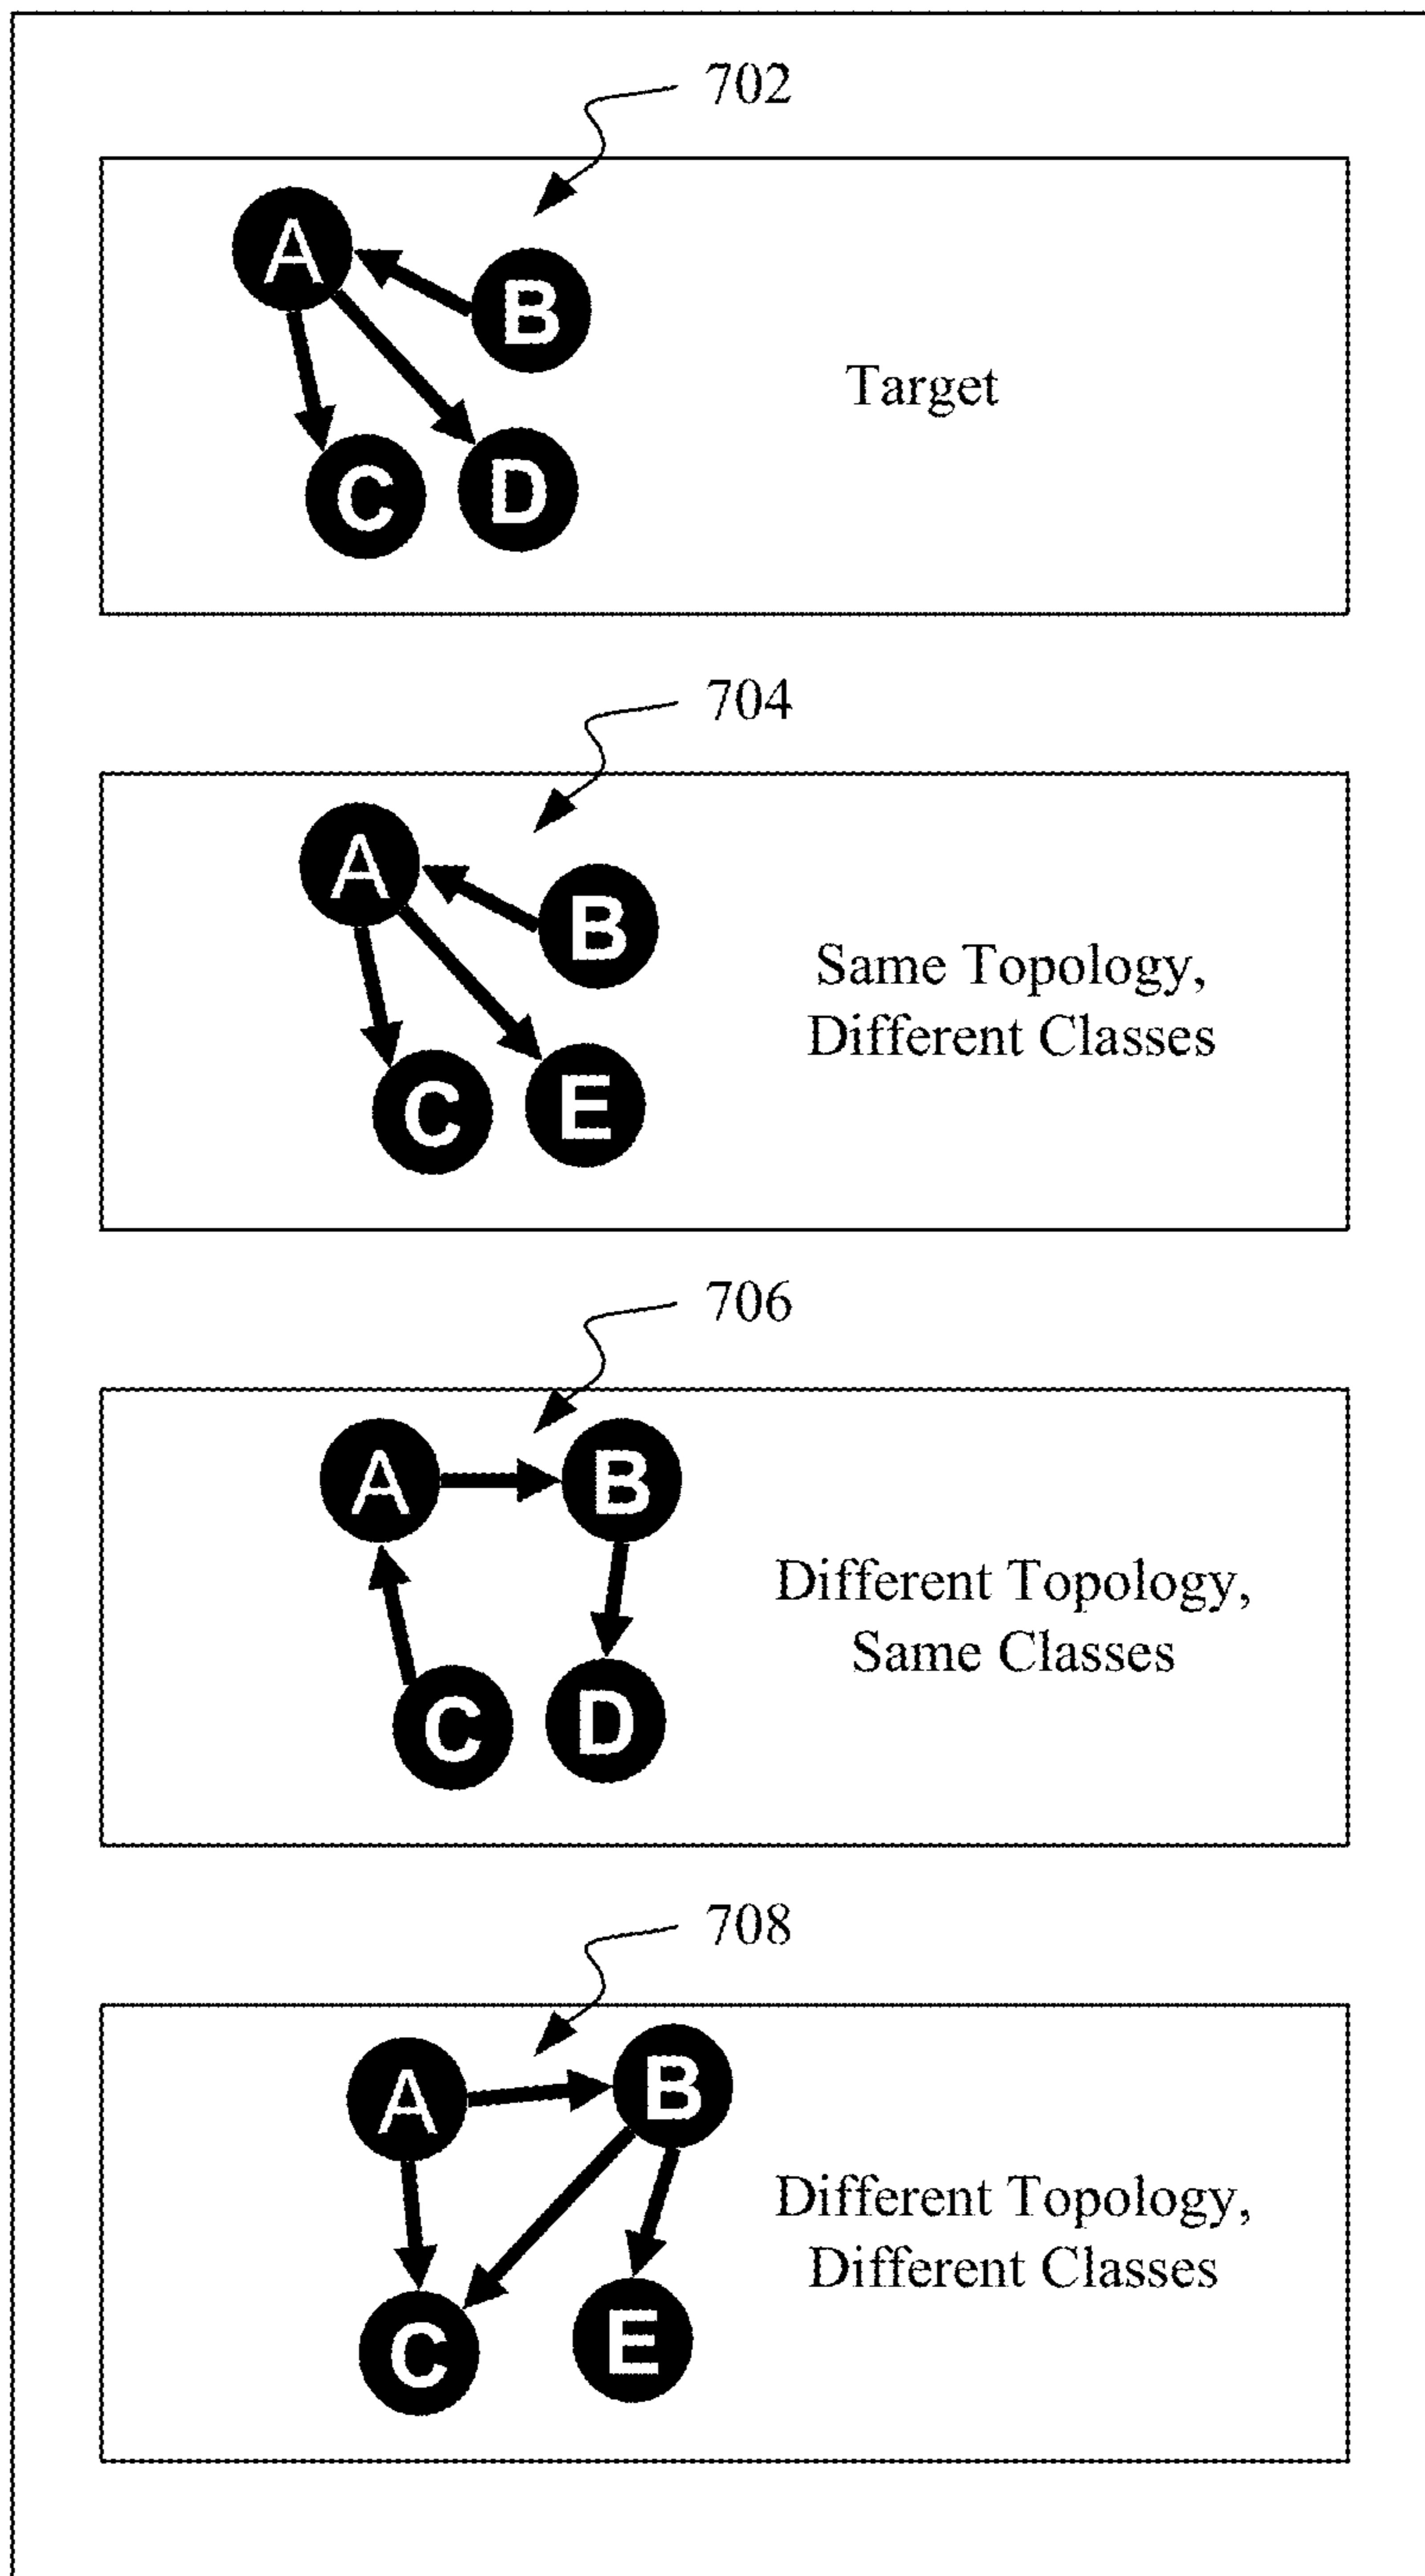 702
A
B
Target
C
D
704
A
B
Same Topology,
Different Classes
C
E
706
A
B
Different Topology,
Same Classes
C
D
708
A
B
Different Topology,
Different Classes
C
E